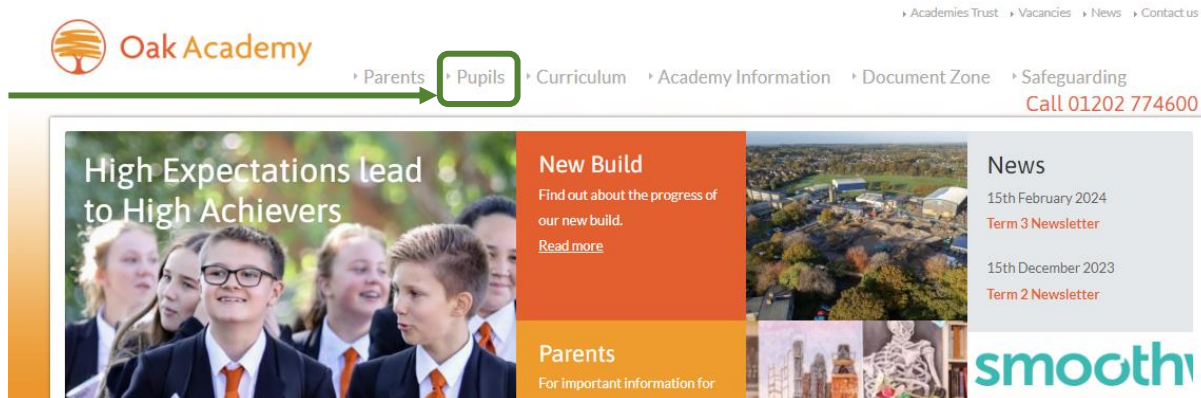 Academies Trust Vacancies News Contact us
Oak Academy
Parents Pupils Curriculum Academy Information Document Zone Safeguarding
Call 01202 774600
High Expectations lead
to High Achievers
New Build
Find out about the progress of
our new build.
Read more
Parents
For important information for
News
15th February 2024
Term 3 Newsletter
15th December 2023
Term 2 Newsletter